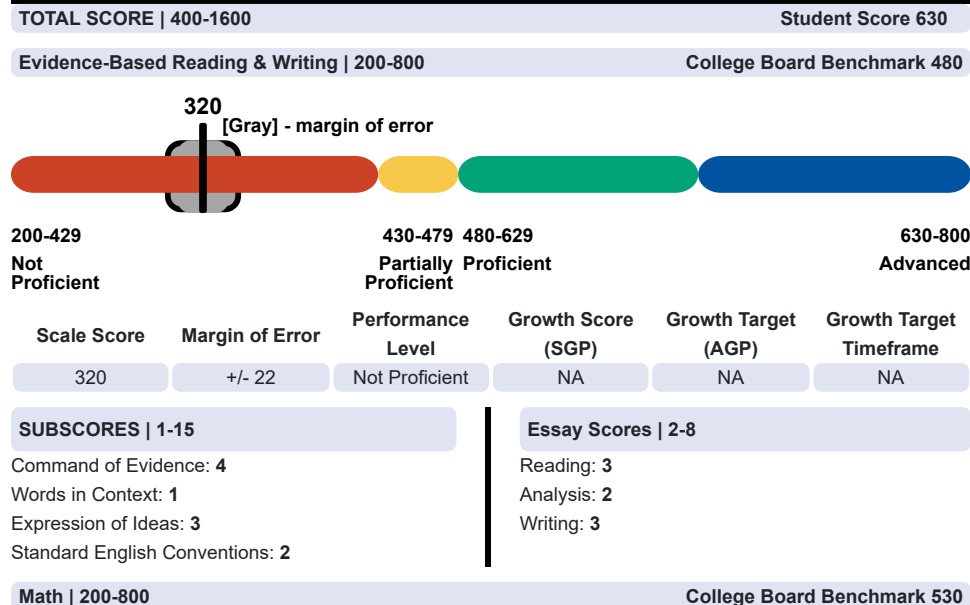 TOTAL SCORE | 400-1600 Student Score 630
Evidence-Based Reading & Writing | 200-800 College Board Benchmark 480
320
[Gray] - margin of error
200-429 430-479 480-629 630-800
Not Partially Proficient Advanced
Proficient Proficient
Scale Score Margin of Error Performance Level Growth Score (SGP) Growth Target (AGP) Growth Target Timeframe
320 +/- 22 Not Proficient NA NA NA
SUBSCORES | 1-15
Command of Evidence: 4
Words in Context: 1
Expression of Ideas: 3
Standard English Conventions: 2
Essay Scores | 2-8
Reading: 3
Analysis: 2
Writing: 3
Math | 200-800 College Board Benchmark 530